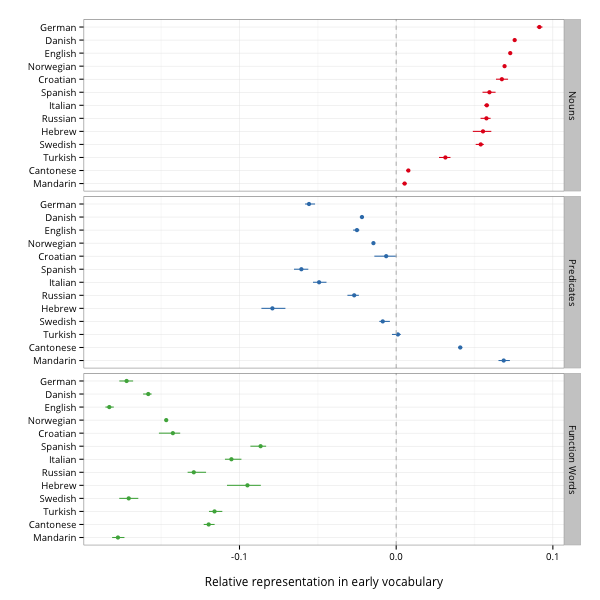 German
Danish
English
Norwegian
Croatian
Spanish
Italian
Russian
Hebrew
Swedish
Turkish
Cantonese
Mandarin
Nouns
German
Danish
English
Norwegian
Croatian
Spanish
Italian
Russian
Hebrew
Swedish
Turkish
Cantonese
Mandarin
Predicates
German
Danish
English
Norwegian
Croatian
Spanish
Italian
Russian
Hebrew
Swedish
Turkish
Cantonese
Mandarin
Function Words
-0.1 0.0 0.1
Relative representation in early vocabulary